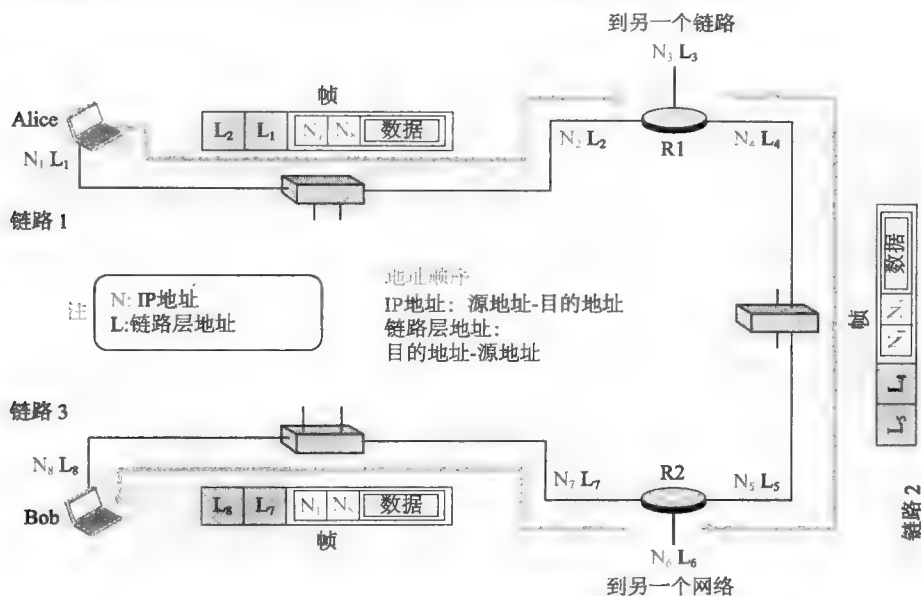 到另一个链路
N₃ L₃
帧
Alice
L₂ L₁ N₁ 数据
N₁ L₁
N₂ L₂
R1
N₄ L₄
链路 1
注
N: IP地址
L:链路层地址
地址顺序
IP地址: 源地址-目的地址
链路层地址:
目的地址-源地址
帧
L₅ L₄ N₁ 数据
链路 2
链路 3
N₈ L₈
Bob
L₈ L₇ N₁ 数据
帧
N₇ L₇
R2
N₅ L₅
N₆ L₆
到另一个网络